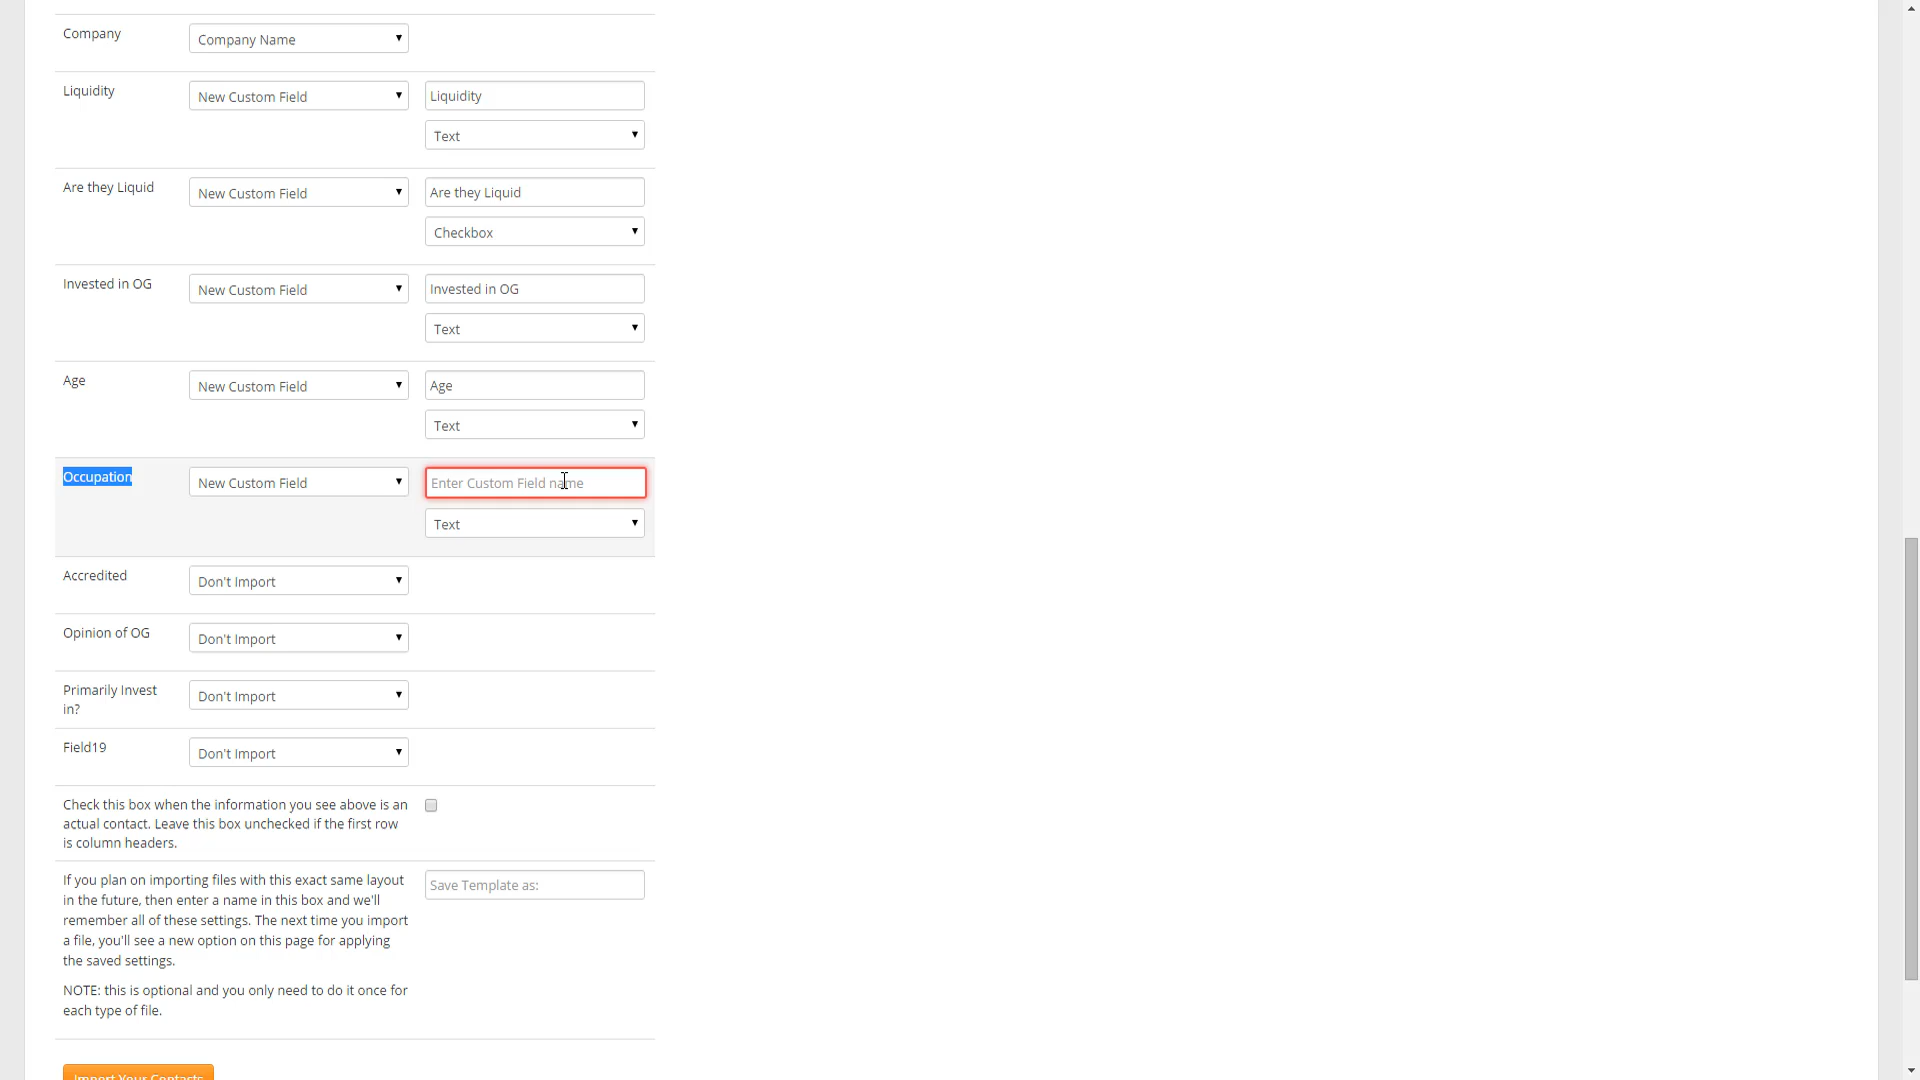 Company
Company Name
Liquidity
New Custom Field
Liquidity
Text
Are they Liquid
New Custom Field
Are they Liquid
Checkbox
Invested in OG
New Custom Field
Invested in OG
Text
Age
New Custom Field
Age
Text
Occupation
New Custom Field
Enter Custom Field name
Text
Accredited
Don't Import
Opinion of OG
Don't Import
Primarily Invest
in?
Don't Import
Field19
Don't Import
Check this box when the information you see above is an
actual contact. Leave this box unchecked if the first row
is column headers.
If you plan on importing files with this exact same layout
in the future, then enter a name in this box and we'll
remember all of these settings. The next time you import
a file, you'll see a new option on this page for applying
the saved settings.
Save Template as:
NOTE: this is optional and you only need to do it once for
each type of file.
Import Your Contacts